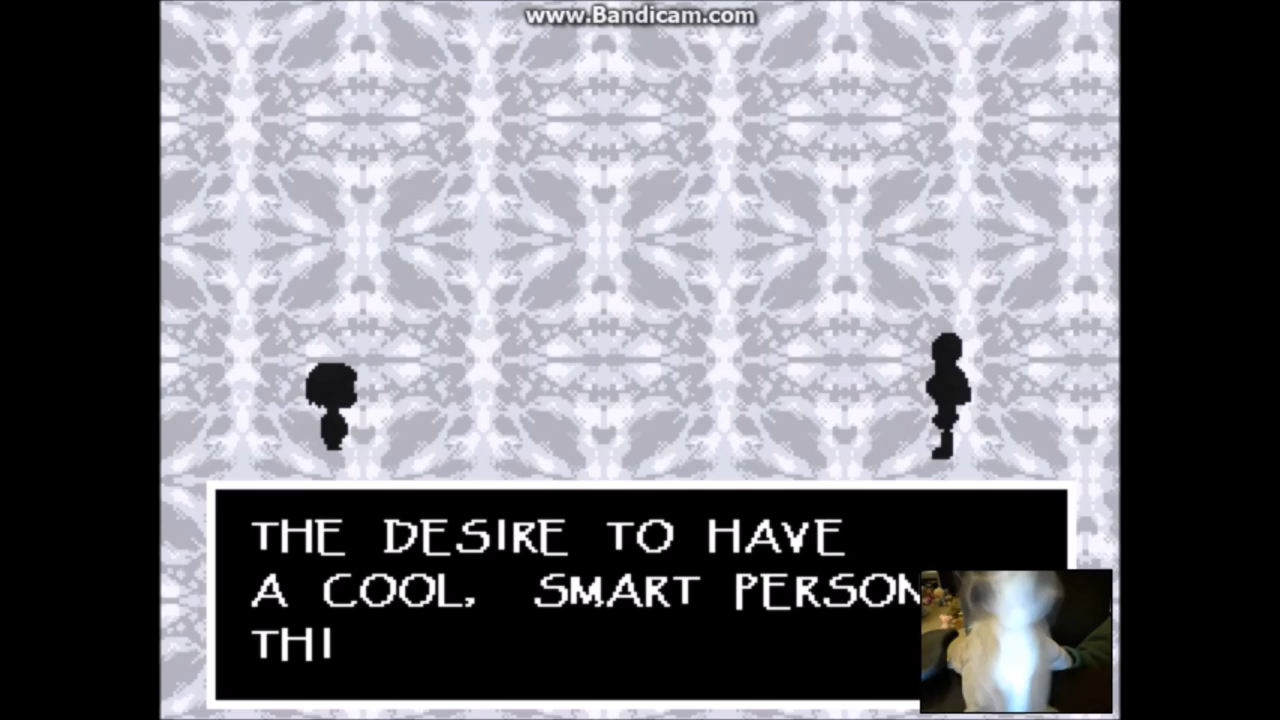 www.Bandicam.com
THE DESIRE TO HAVE
A COOL, SMART PERSON
THI